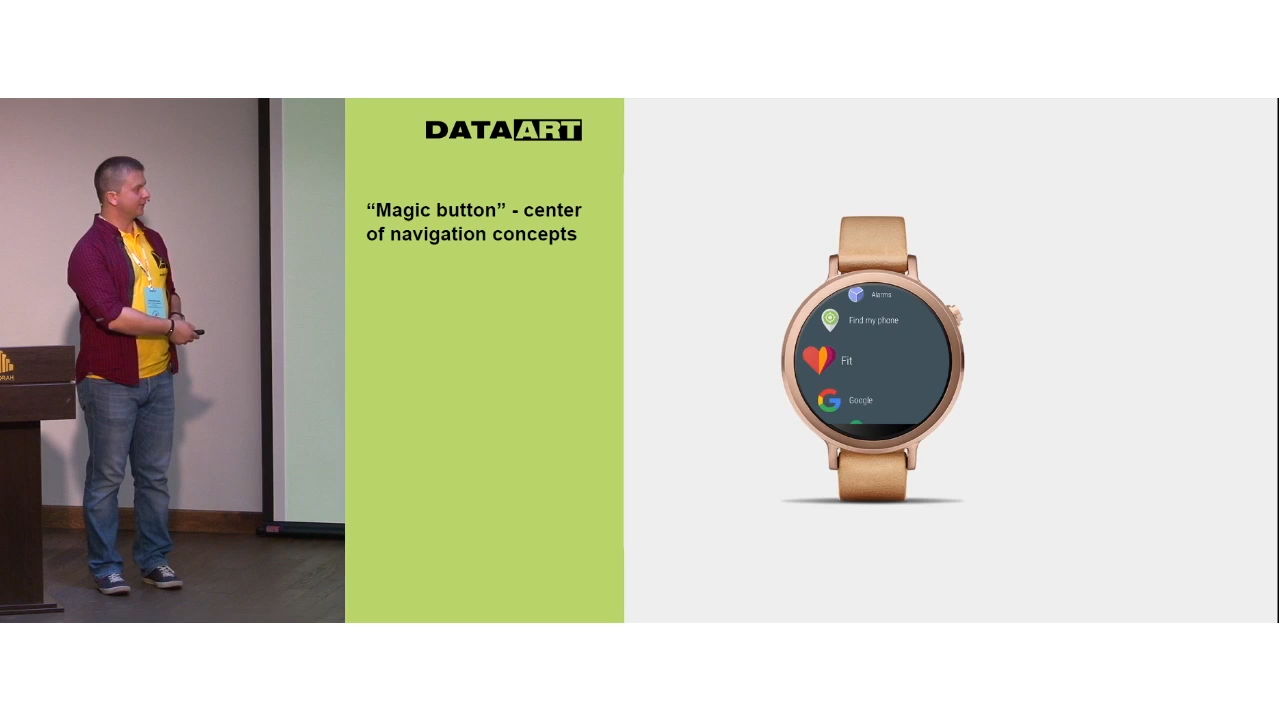 DATAART
“Magic button” - center
of navigation concepts
Alarms
Find my phone
Fit
Google